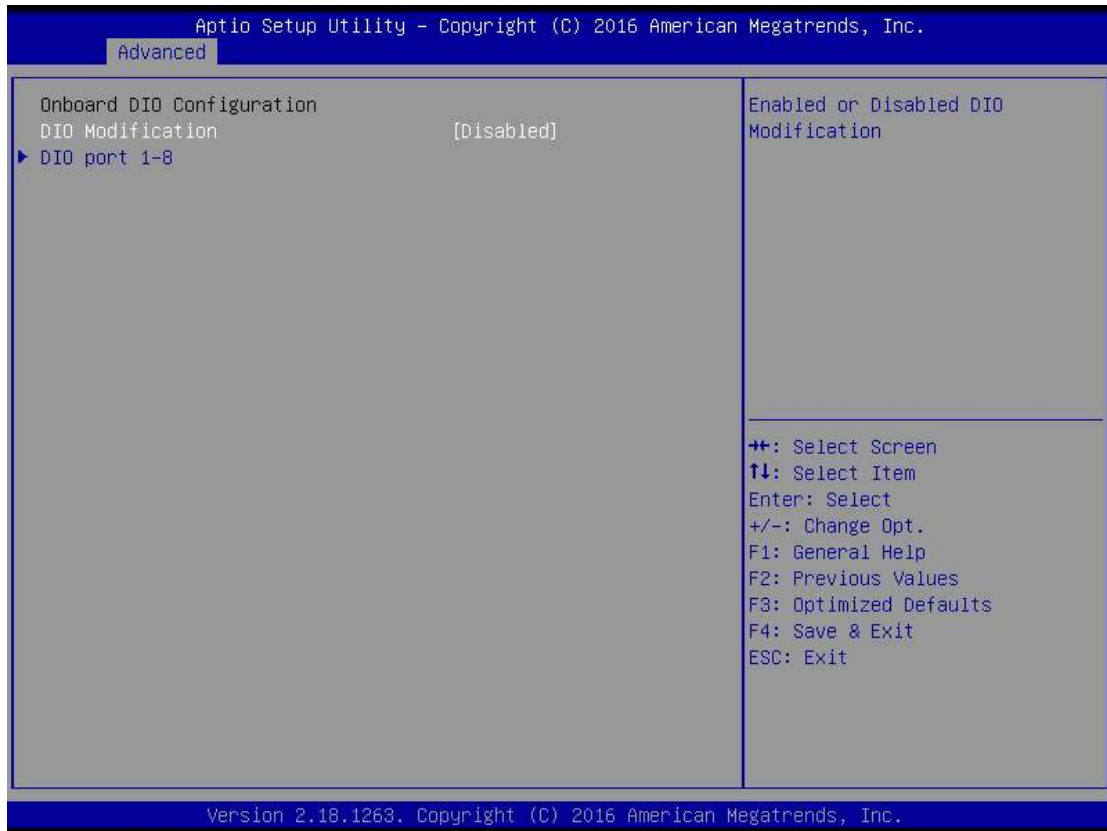 Aptio Setup Utility – Copyright (C) 2016 American Megatrends, Inc.
Advanced
Onboard DIO Configuration
DIO Modification [Disabled]
▶ DIO port 1-8
Enabled or Disabled DIO
Modification
→←: Select Screen
↑↓: Select Item
Enter: Select
+/-: Change Opt.
F1: General Help
F2: Previous Values
F3: Optimized Defaults
F4: Save & Exit
ESC: Exit
Version 2.18.1263. Copyright (C) 2016 American Megatrends, Inc.